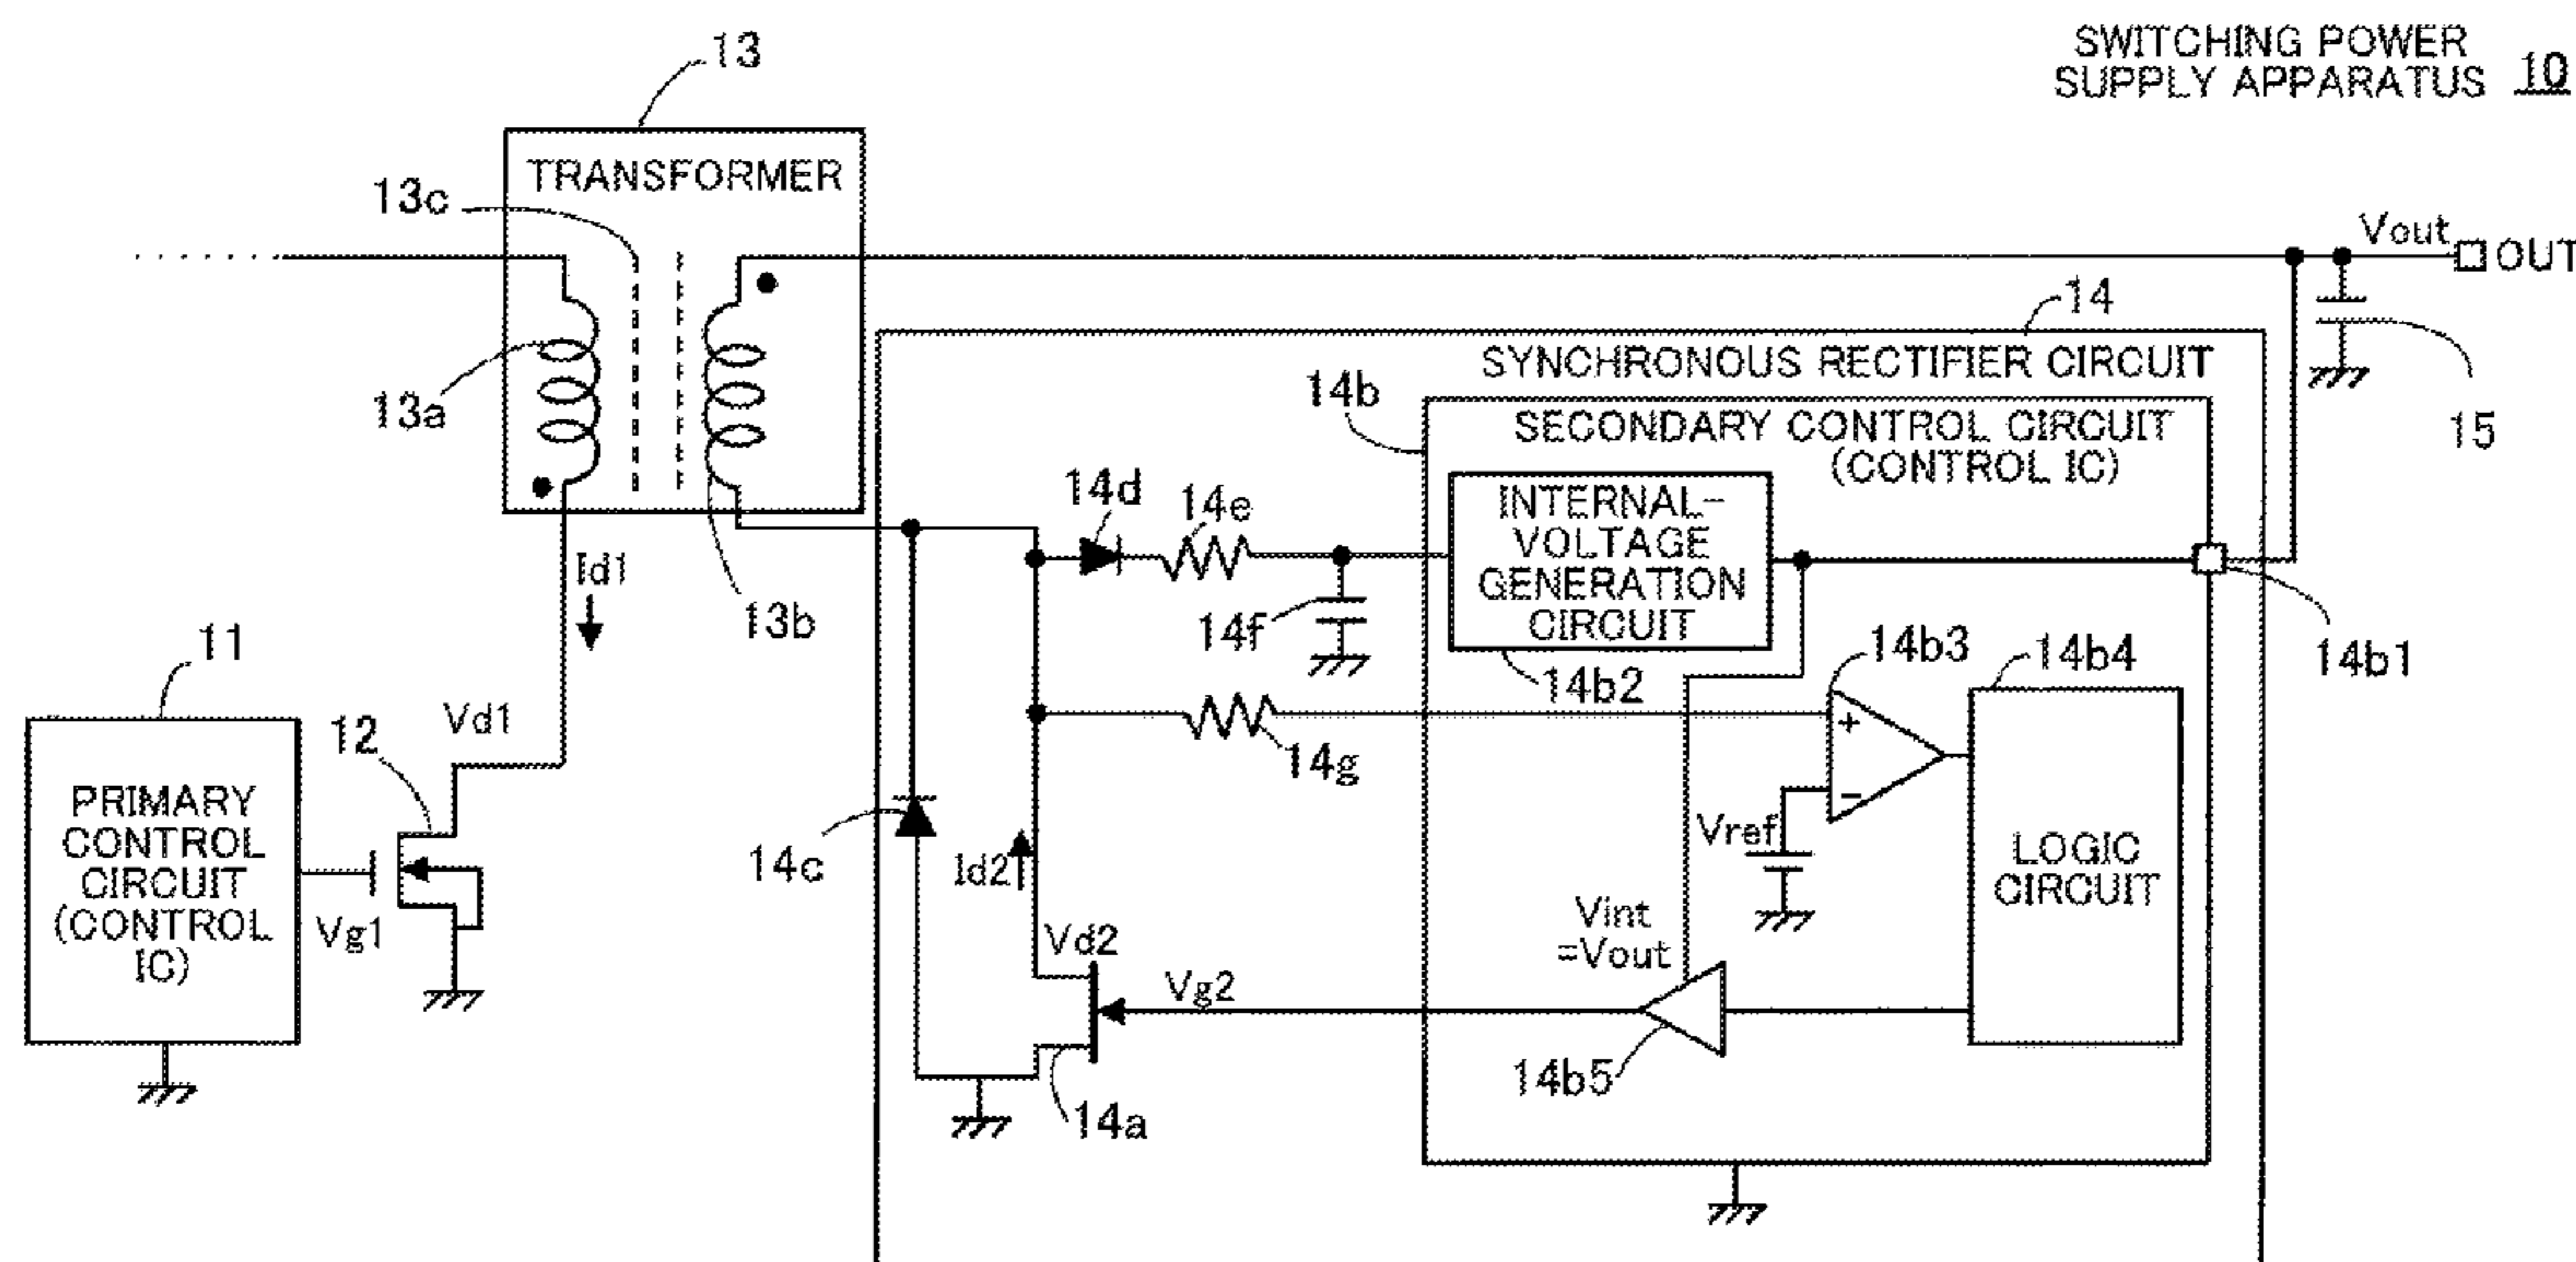 SWITCHING POWER
SUPPLY APPARATUS 10
13
TRANSFORMER
13c
13a
13b
Vout
OUT
14
15
SYNCHRONOUS RECTIFIER CIRCUIT
14b
SECONDARY CONTROL CIRCUIT
(CONTROL IC)
14d
14e
14f
INTERNAL-
VOLTAGE
GENERATION
CIRCUIT
14b2
14b1
14b3
14b4
14g
Id1
11
Vd1
12
PRIMARY
CONTROL
CIRCUIT
(CONTROL
IC)
Vg1
14c
Id2
Vd2
Vg2
14a
+
−
Vref
LOGIC
CIRCUIT
Vint
=Vout
14b5